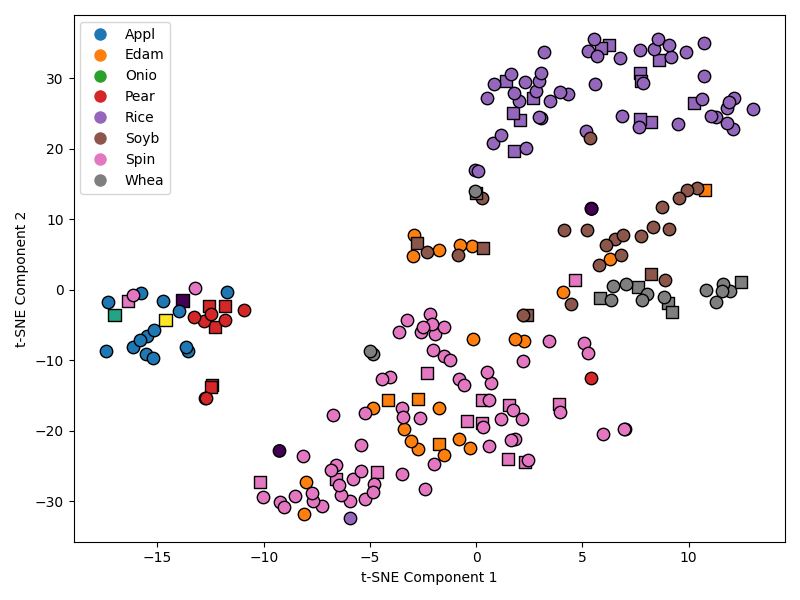 Appl
Edam
Onio
Pear
Rice
Soyb
Spin
Whea
30
20
10
0
−10
−20
−30
t-SNE Component 2
−15
−10
−5
0
5
10
t-SNE Component 1